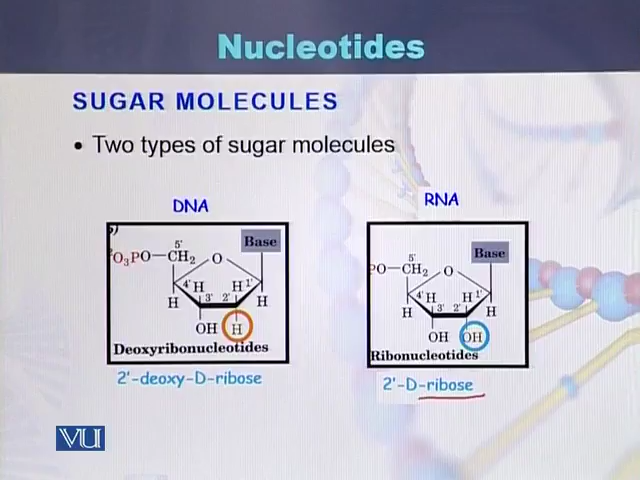 Nucleotides
SUGAR MOLECULES
• Two types of sugar molecules
DNA
RNA
5'
O₃PO—CH₂ O Base
4' H H 1'
H 3' 2' H
OH H
Deoxyribonucleotides
2'-deoxy-D-ribose
5'
PO—CH₂ O Base
4' H H 1'
H 3' 2' H
OH OH
Ribonucleotides
2'-D-ribose
VU